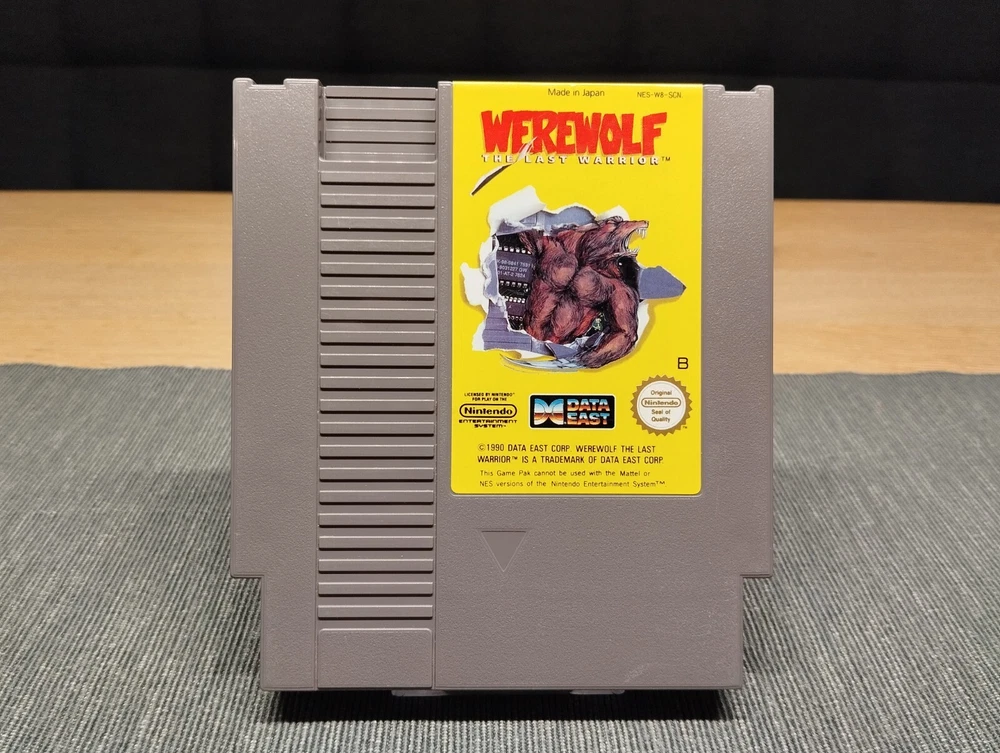 Made in Japan NES-W8-SCN
WEREWOLF
THE LAST WARRIOR™
B
LICENSED BY NINTENDO®
FOR PLAY ON THE
Nintendo
ENTERTAINMENT
SYSTEM™
DATA
EAST
Original
Nintendo
Seal of
Quality
©1990 DATA EAST CORP. WEREWOLF THE LAST
WARRIOR™ IS A TRADEMARK OF DATA EAST CORP.
This Game Pak cannot be used with the Mattel or
NES versions of the Nintendo Entertainment System™